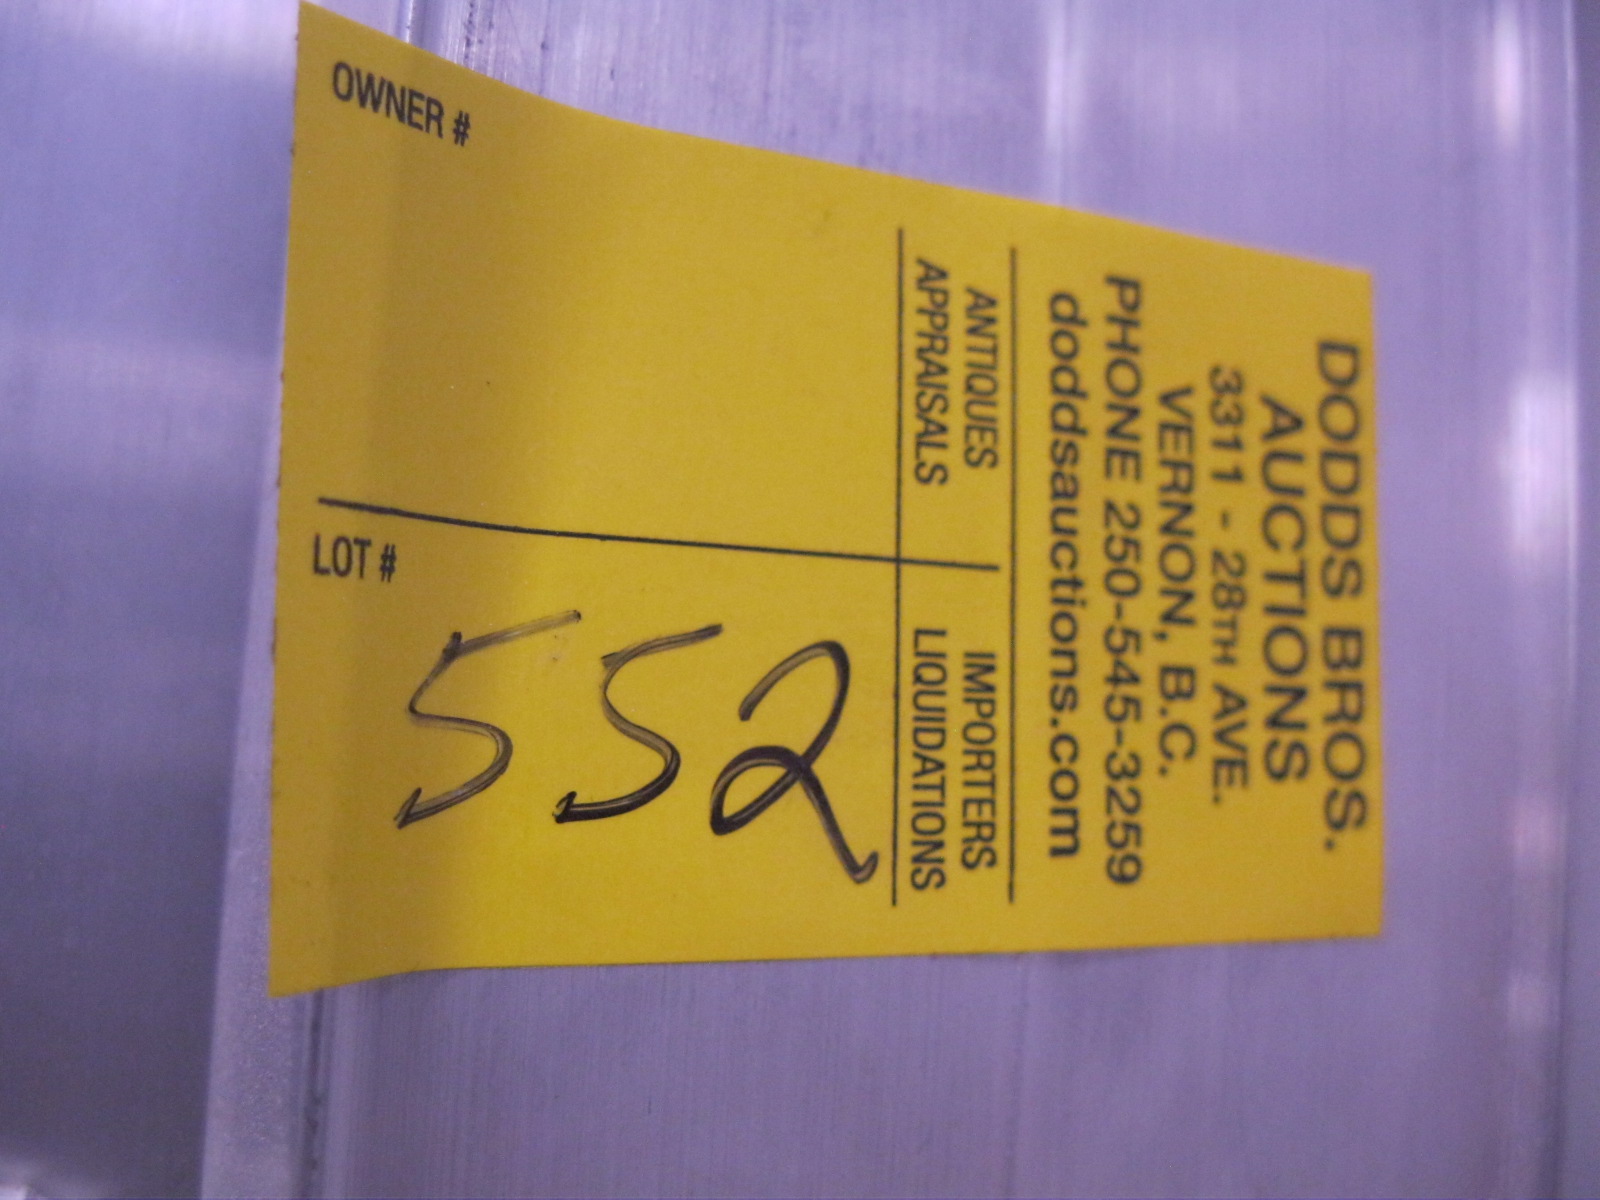 DODDS BROS.
AUCTIONS
3311 - 28TH AVE.
VERNON, B.C.
PHONE 250-545-3259
doddsauctions.com
ANTIQUES
APPRAISALS
IMPORTERS
LIQUIDATIONS
OWNER #
LOT #
552